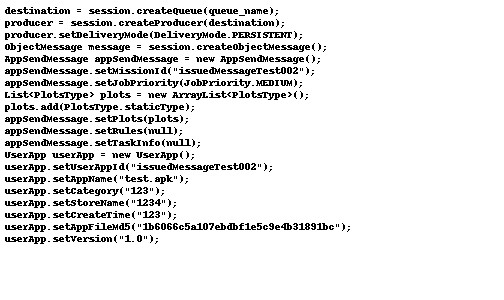 destination = session.createQueue(queue_name);
producer = session.createProducer(destination);
producer.setDeliveryMode(DeliveryMode.PERSISTENT);
ObjectMessage message = session.createObjectMessage();
AppSendMessage appSendMessage = new AppSendMessage();
appSendMessage.setMissionId("issuedMessageTest002");
appSendMessage.setJobPriority(JobPriority.MEDIUM);
List<PlotsType> plots = new ArrayList<PlotsType>();
plots.add(PlotsType.staticType);
appSendMessage.setPlots(plots);
appSendMessage.setRules(null);
appSendMessage.setTaskInfo(null);
UserApp userApp = new UserApp();
userApp.setUserAppId("issuedMessageTest002");
userApp.setAppName("test.apk");
userApp.setCategory("123");
userApp.setStoreName("1234");
userApp.setCreateTime("123");
userApp.setAppFileMd5("1b6066c5a107ebdbf1e5c9e4b31891bc");
userApp.setVersion("1.0");